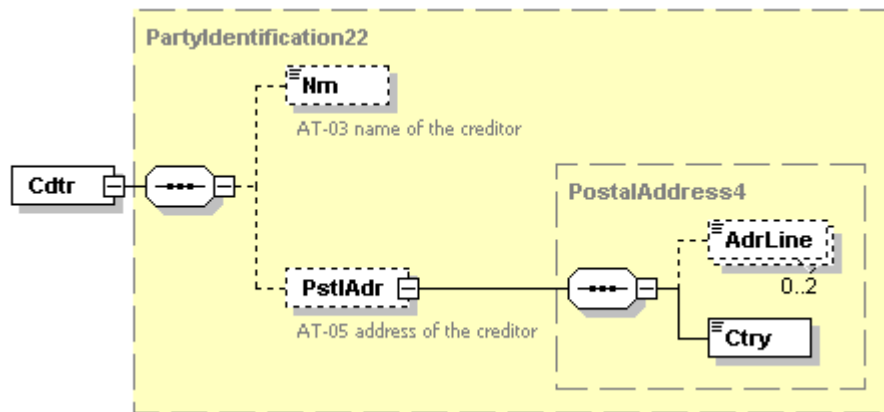 PartyIdentification22
Nm
AT-03 name of the creditor
Cdtr
PostalAddress4
AdrLine
0..2
PstlAdr
AT-05 address of the creditor
Ctry